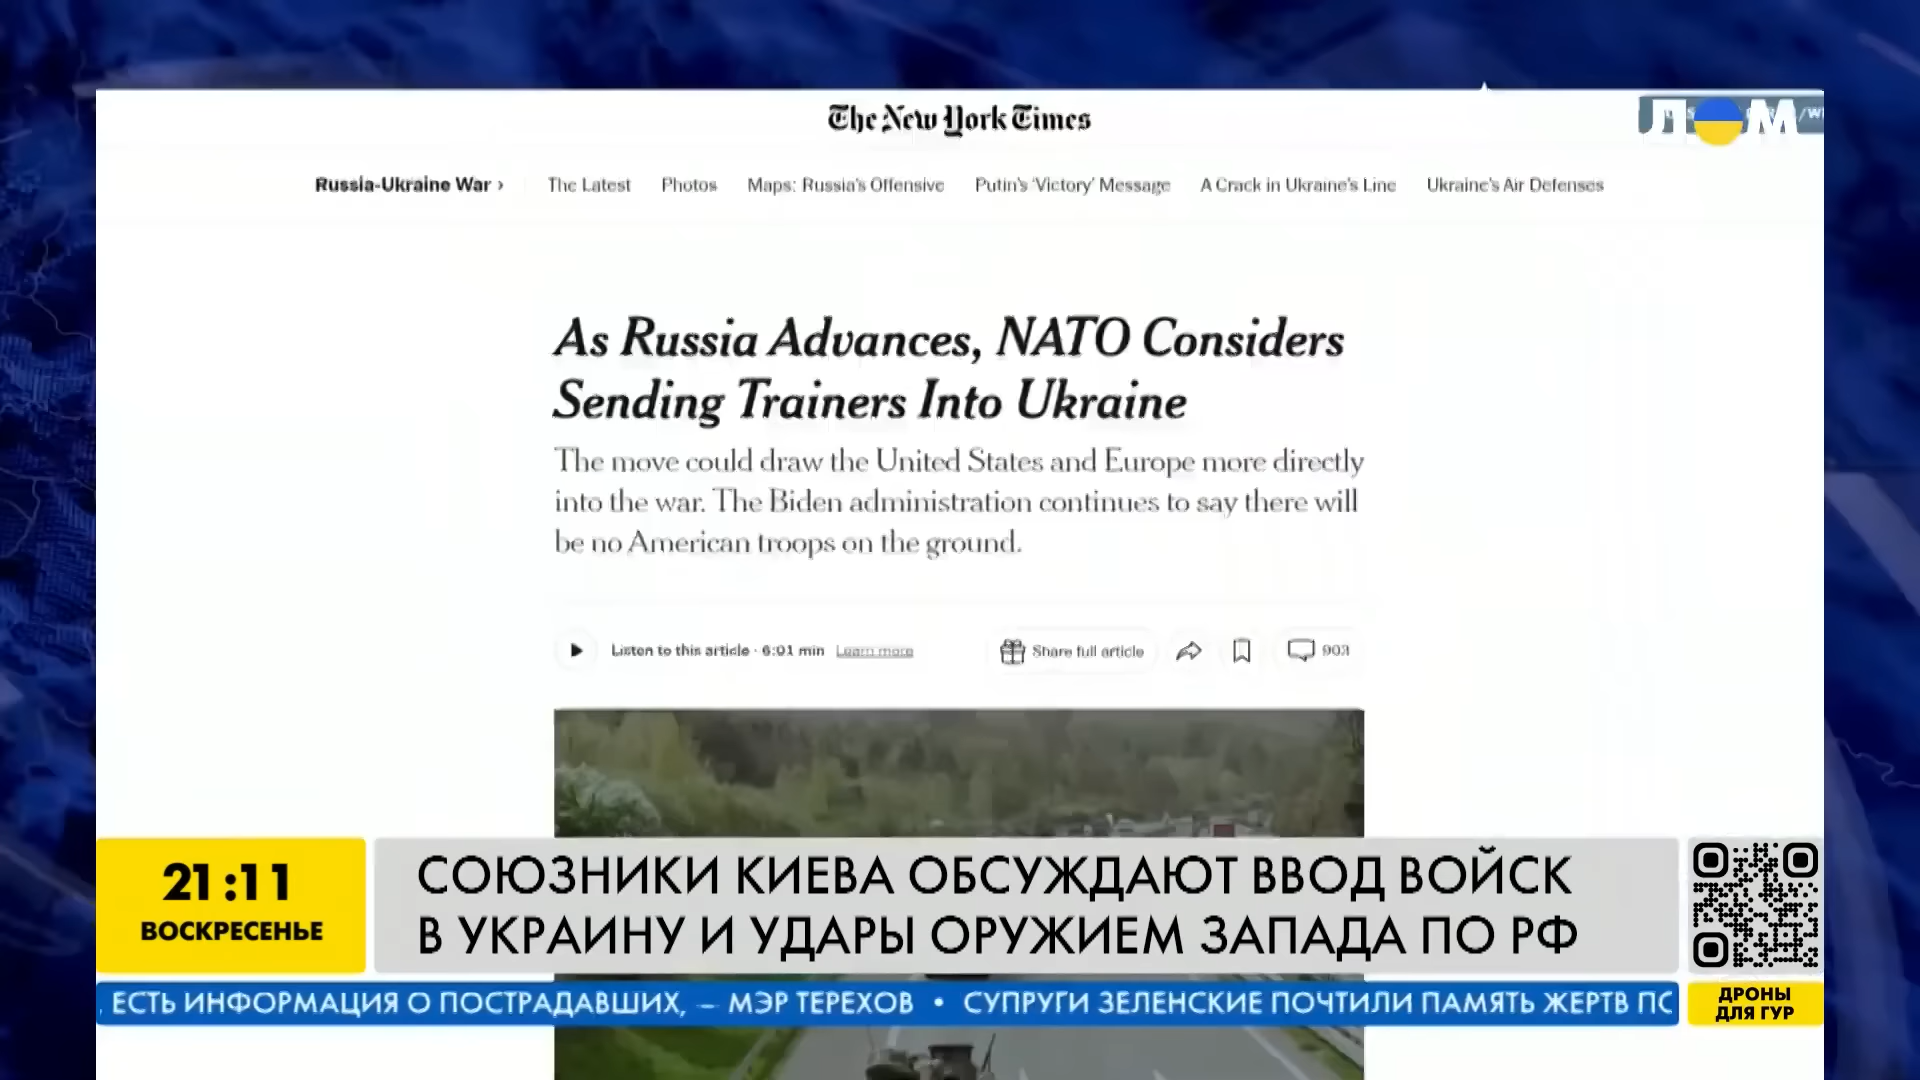 The New York Times
ДОМ
Russia-Ukraine War › The Latest Photos Maps: Russia's Offensive Putin's 'Victory' Message A Crack in Ukraine's Line Ukraine's Air Defenses
As Russia Advances, NATO Considers
Sending Trainers Into Ukraine
The move could draw the United States and Europe more directly
into the war. The Biden administration continues to say there will
be no American troops on the ground.
Listen to this article · 6:01 min Learn more Share full article 903
21:11
ВОСКРЕСЕНЬЕ
СОЮЗНИКИ КИЕВА ОБСУЖДАЮТ ВВОД ВОЙСК
В УКРАИНУ И УДАРЫ ОРУЖИЕМ ЗАПАДА ПО РФ
. ЕСТЬ ИНФОРМАЦИЯ О ПОСТРАДАВШИХ, – МЭР ТЕРЕХОВ • СУПРУГИ ЗЕЛЕНСКИЕ ПОЧТИЛИ ПАМЯТЬ ЖЕРТВ ПО
ДРОНЫ
ДЛЯ ГУР